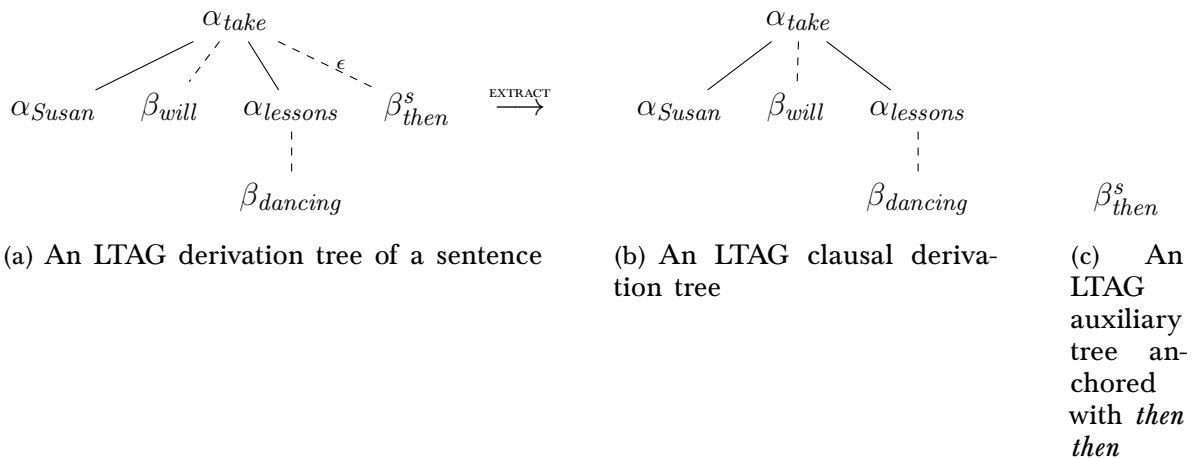 α_take α_take
ϵ
α_Susan β_will α_lessons β^s_then EXTRACT → α_Susan β_will α_lessons
β_dancing β_dancing β^s_then
(a) An LTAG derivation tree of a sentence (b) An LTAG clausal deriva- (c) An
tion tree LTAG
auxiliary
tree an-
chored
with then
then